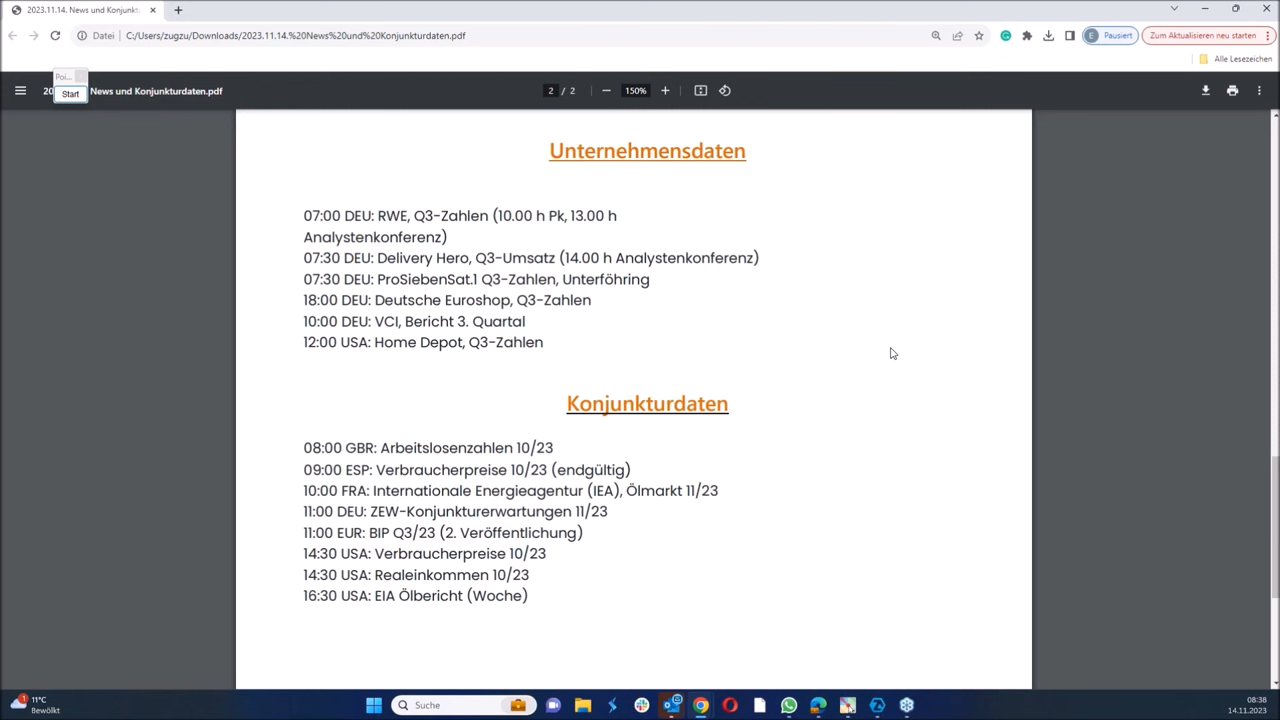 2023.11.14. News und Konjunkt
Datei
C:/Users/zugzu/Downloads/2023.11.14.%20News%20und%20Konjunkturdaten.pdf
E
Pausiert
Zum Aktualisieren neu starten
Alle Lesezeichen
Poi...
Start
20
News und Konjunkturdaten.pdf
2 / 2
150%
Unternehmensdaten
07:00 DEU: RWE, Q3-Zahlen (10.00 h Pk, 13.00 h
Analystenkonferenz)
07:30 DEU: Delivery Hero, Q3-Umsatz (14.00 h Analystenkonferenz)
07:30 DEU: ProSiebenSat.1 Q3-Zahlen, Unterföhring
18:00 DEU: Deutsche Euroshop, Q3-Zahlen
10:00 DEU: VCI, Bericht 3. Quartal
12:00 USA: Home Depot, Q3-Zahlen
Konjunkturdaten
08:00 GBR: Arbeitslosenzahlen 10/23
09:00 ESP: Verbraucherpreise 10/23 (endgültig)
10:00 FRA: Internationale Energieagentur (IEA), Ölmarkt 11/23
11:00 DEU: ZEW-Konjunkturerwartungen 11/23
11:00 EUR: BIP Q3/23 (2. Veröffentlichung)
14:30 USA: Verbraucherpreise 10/23
14:30 USA: Realeinkommen 10/23
16:30 USA: EIA Ölbericht (Woche)
1
11°C
Bewölkt
Suche
08:38
14.11.2023